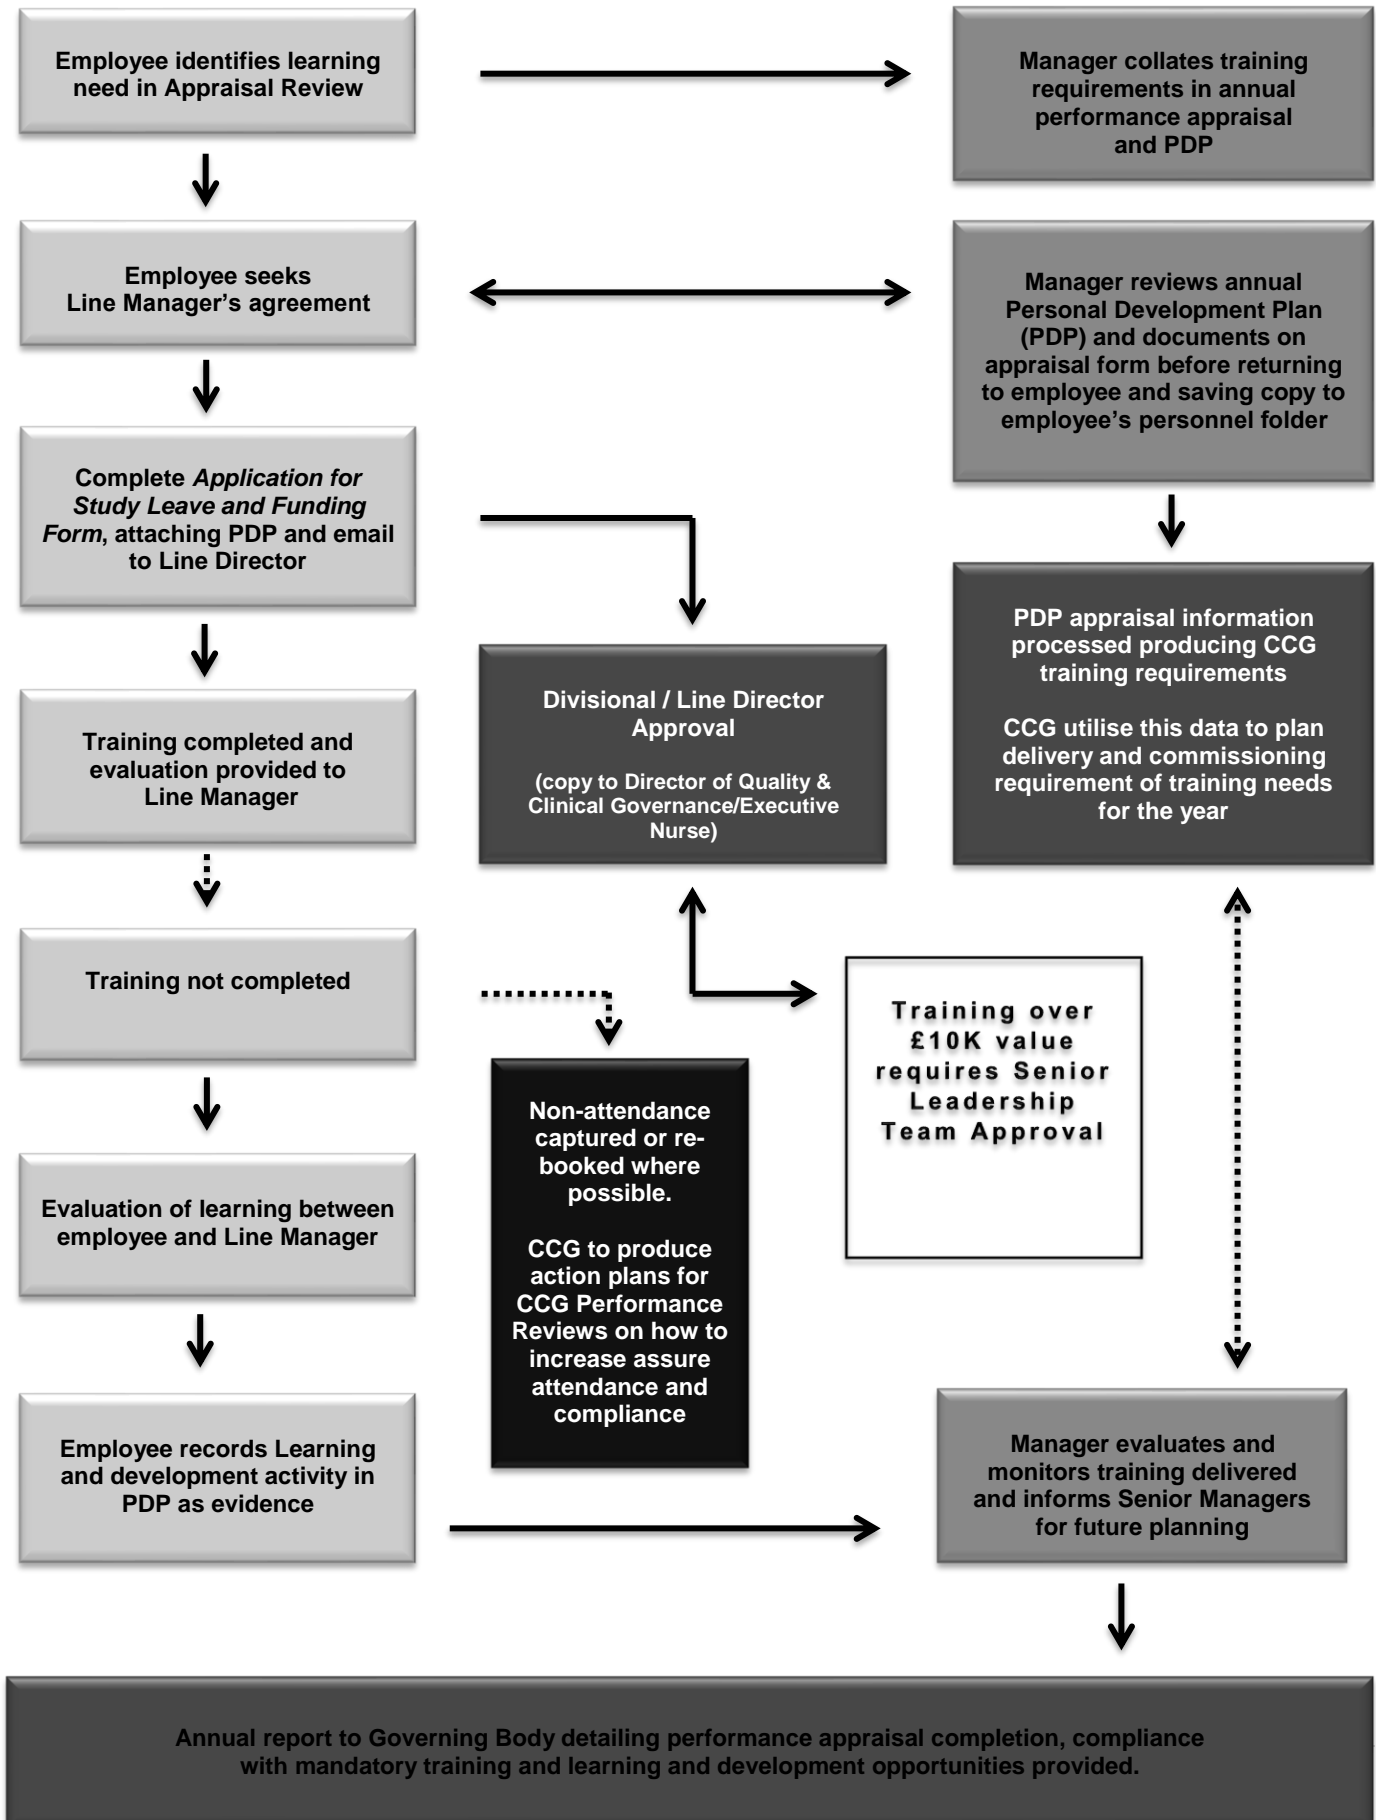 Employee identifies learning
need in Appraisal Review
Manager collates training
requirements in annual
performance appraisal
and PDP
Employee seeks
Line Manager’s agreement
Manager reviews annual
Personal Development Plan
(PDP) and documents on
appraisal form before returning
to employee and saving copy to
employee’s personnel folder
Complete Application for
Study Leave and Funding
Form, attaching PDP and email
to Line Director
PDP appraisal information
processed producing CCG
training requirements
CCG utilise this data to plan
delivery and commissioning
requirement of training needs
for the year
Divisional / Line Director
Approval
(copy to Director of Quality &
Clinical Governance/Executive
Nurse)
Training completed and
evaluation provided to
Line Manager
Training not completed
Training over
£10K value
requires Senior
Leadership
Team Approval
Non-attendance
captured or re-
booked where
possible.
CCG to produce
action plans for
CCG Performance
Reviews on how to
increase assure
attendance and
compliance
Evaluation of learning between
employee and Line Manager
Employee records Learning
and development activity in
PDP as evidence
Manager evaluates and
monitors training delivered
and informs Senior Managers
for future planning
Annual report to Governing Body detailing performance appraisal completion, compliance
with mandatory training and learning and development opportunities provided.